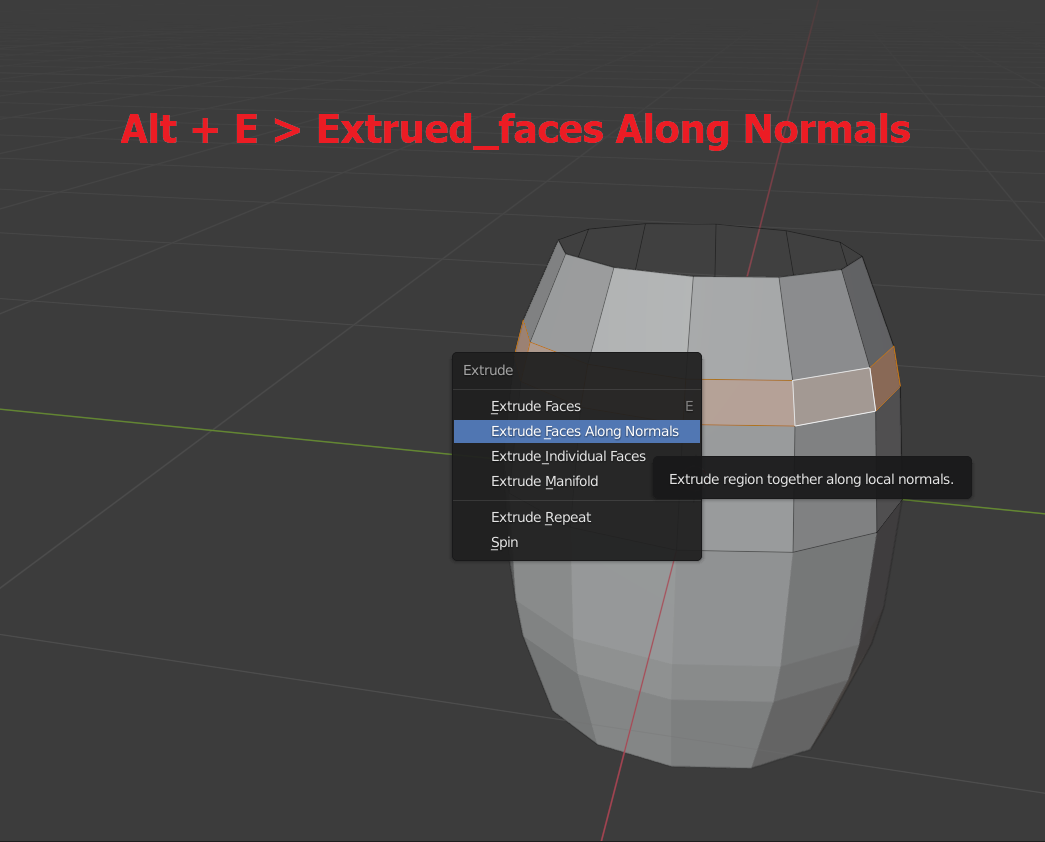 Alt + E > Extrued_faces Along Normals
Extrude
Extrude Faces E
Extrude Faces Along Normals
Extrude Individual Faces
Extrude region together along local normals.
Extrude Manifold
Extrude Repeat
Spin